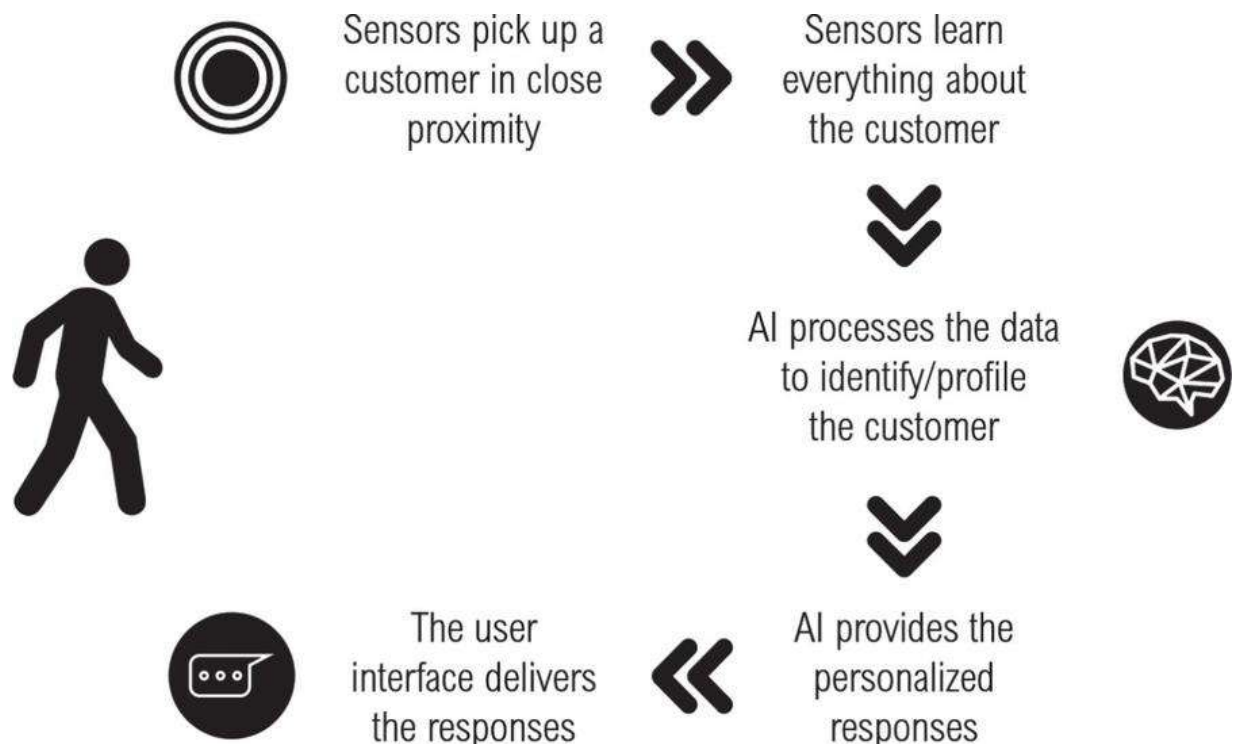 Sensors pick up a
customer in close
proximity
Sensors learn
everything about
the customer
AI processes the data
to identify/profile
the customer
AI provides the
personalized
responses
The user
interface delivers
the responses